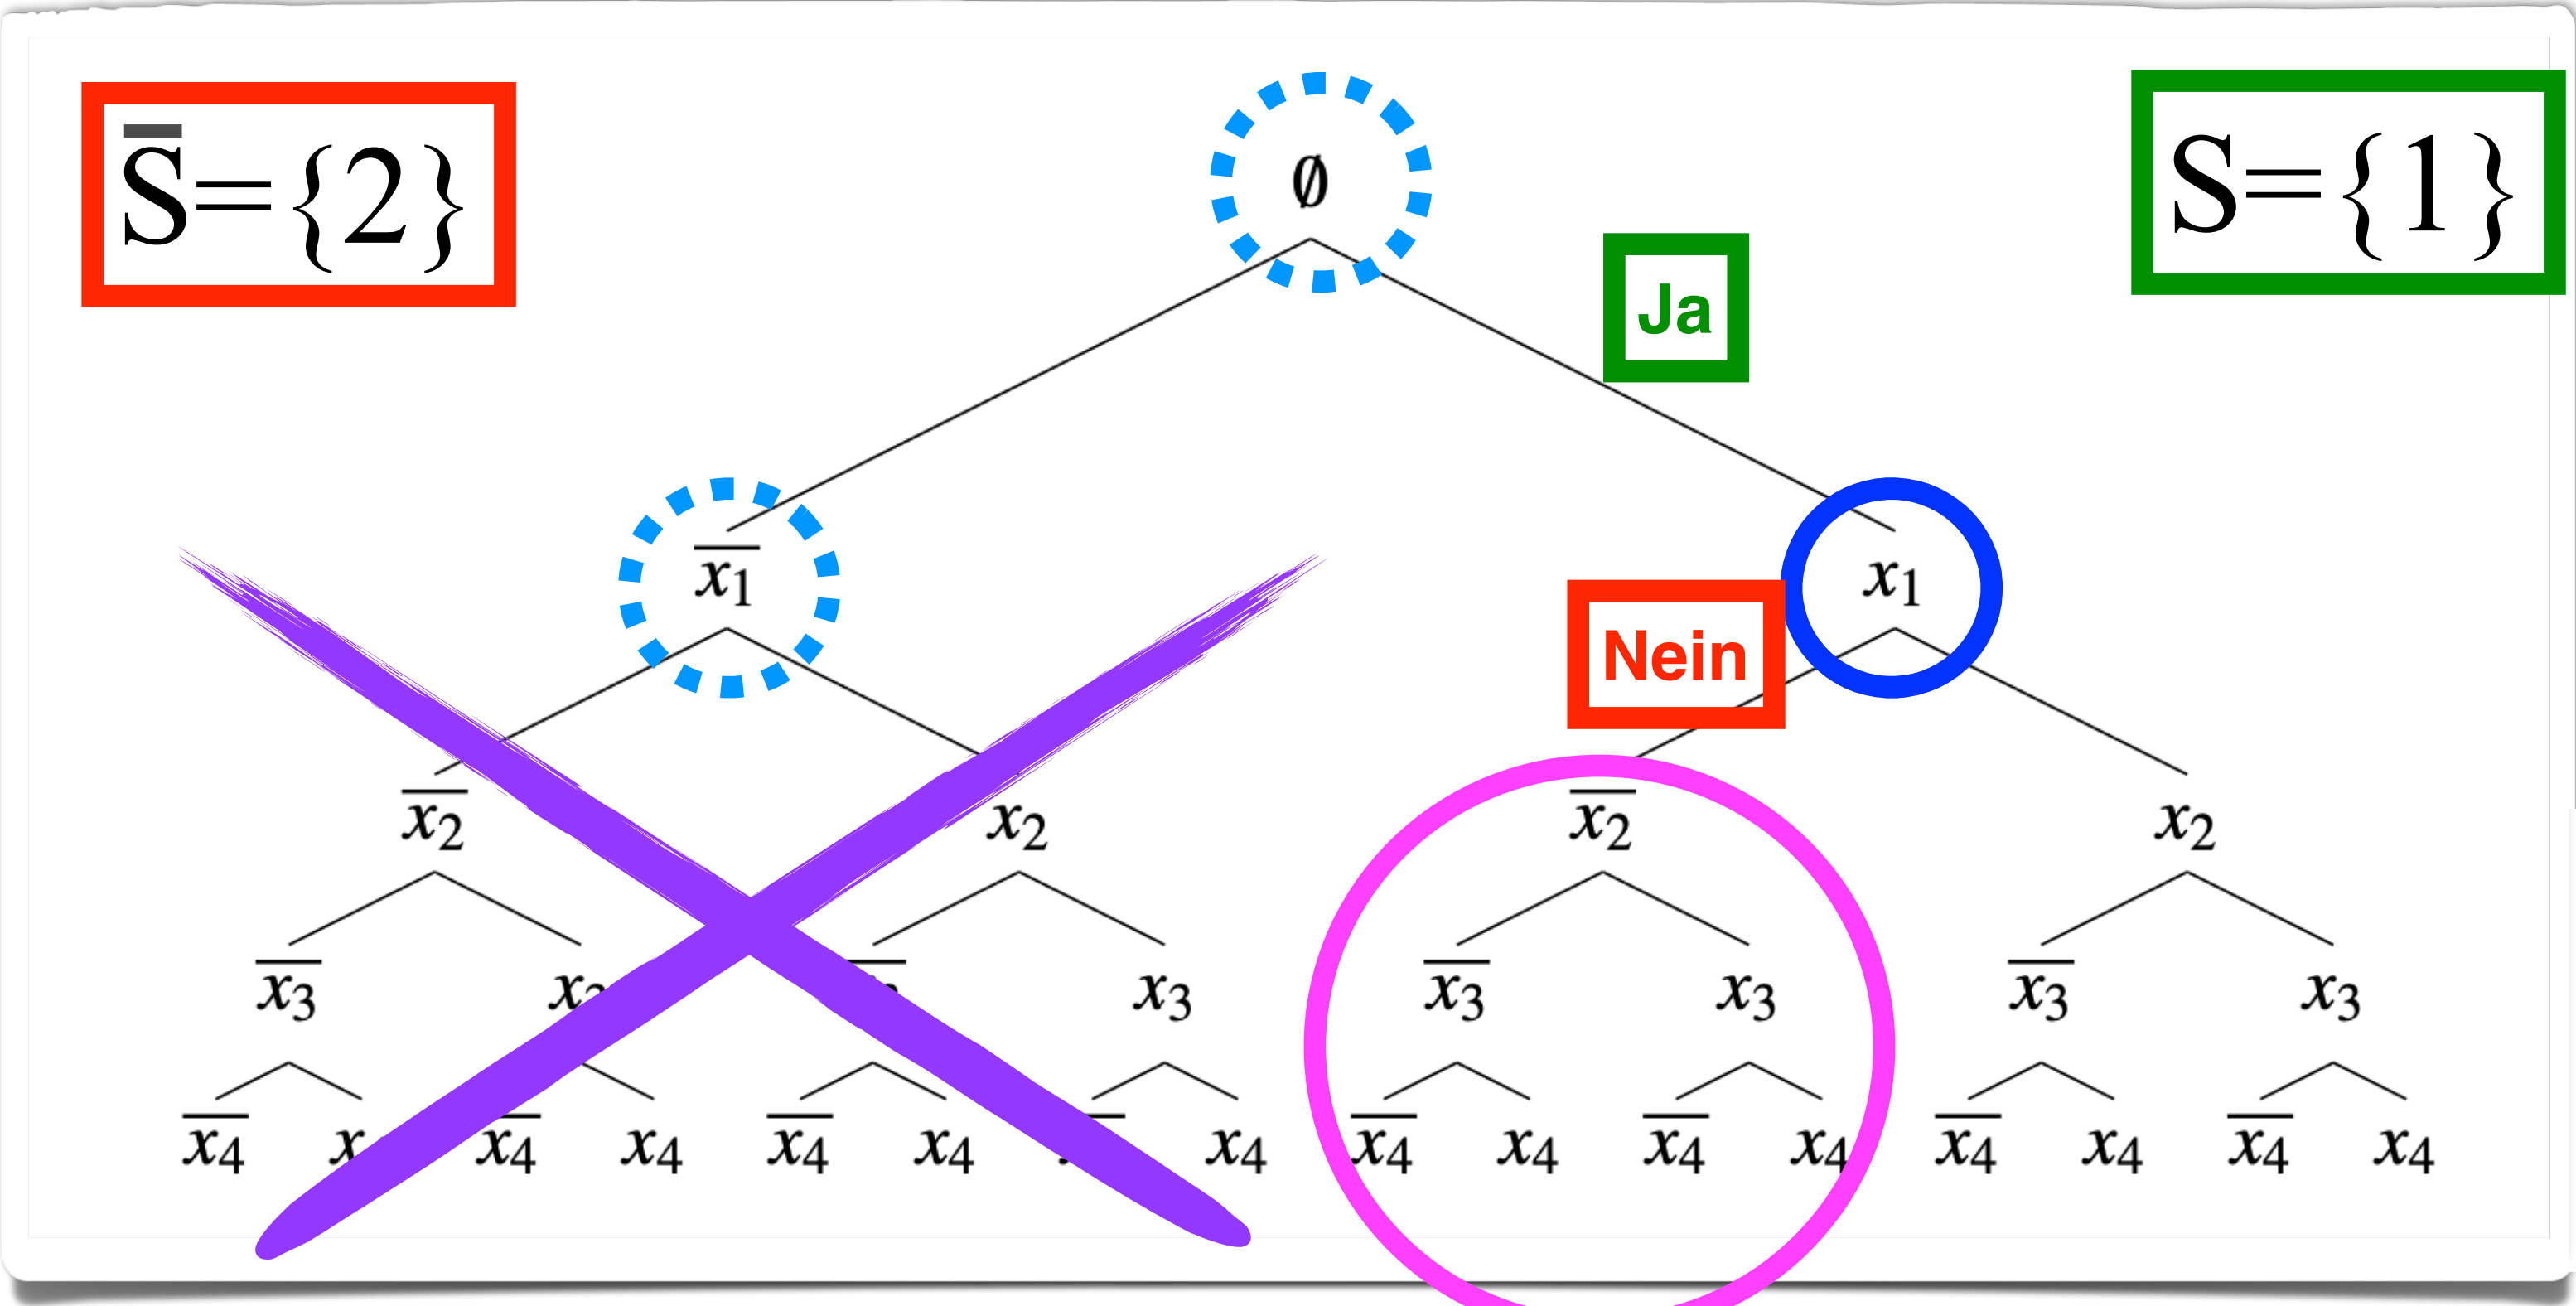 S̅={2}
∅
S={1}
Ja
x̅₁
x₁
Nein
x̅₂ x₂ x̅₂ x₂
x̅₃ x₃ x̅₃ x₃ x̅₃ x₃
x̅₄ x̅₄ x₄ x̅₄ x₄ x₄ x̅₄ x₄ x̅₄ x₄ x̅₄ x₄ x̅₄ x₄